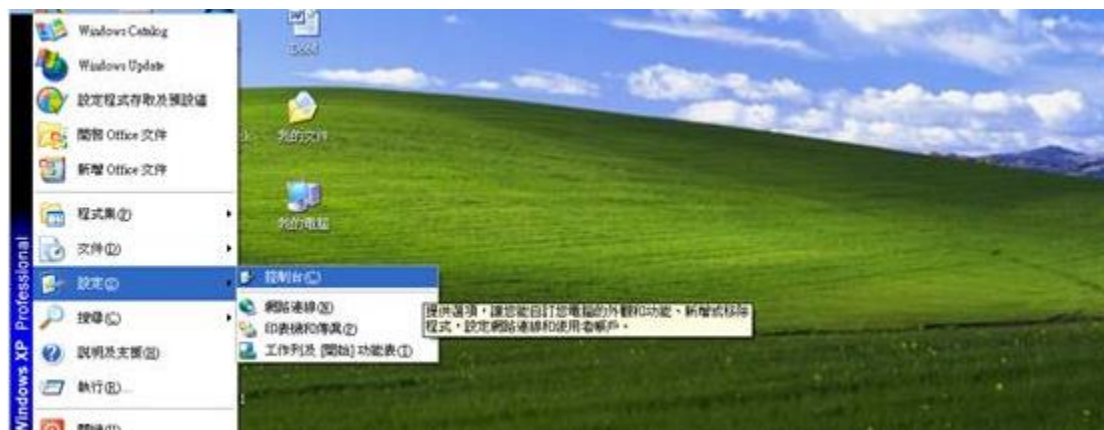 Windows Catalog
Windows Update
設定程式存取及預設值
開啟 Office 文件
新增 Office 文件
程式集(P)
文件(D)
設定(S)
搜尋(C)
說明及支援(H)
執行(R)...
Windows XP Professional
我的文件
我的電腦
控制台(C)
網路連線(N)
印表機和傳真(P)
工作列及 [開始] 功能表(T)
提供選項，讓您能自訂您電腦的外觀和功能、新增或移除
程式，設定網路連線和使用者帳戶。